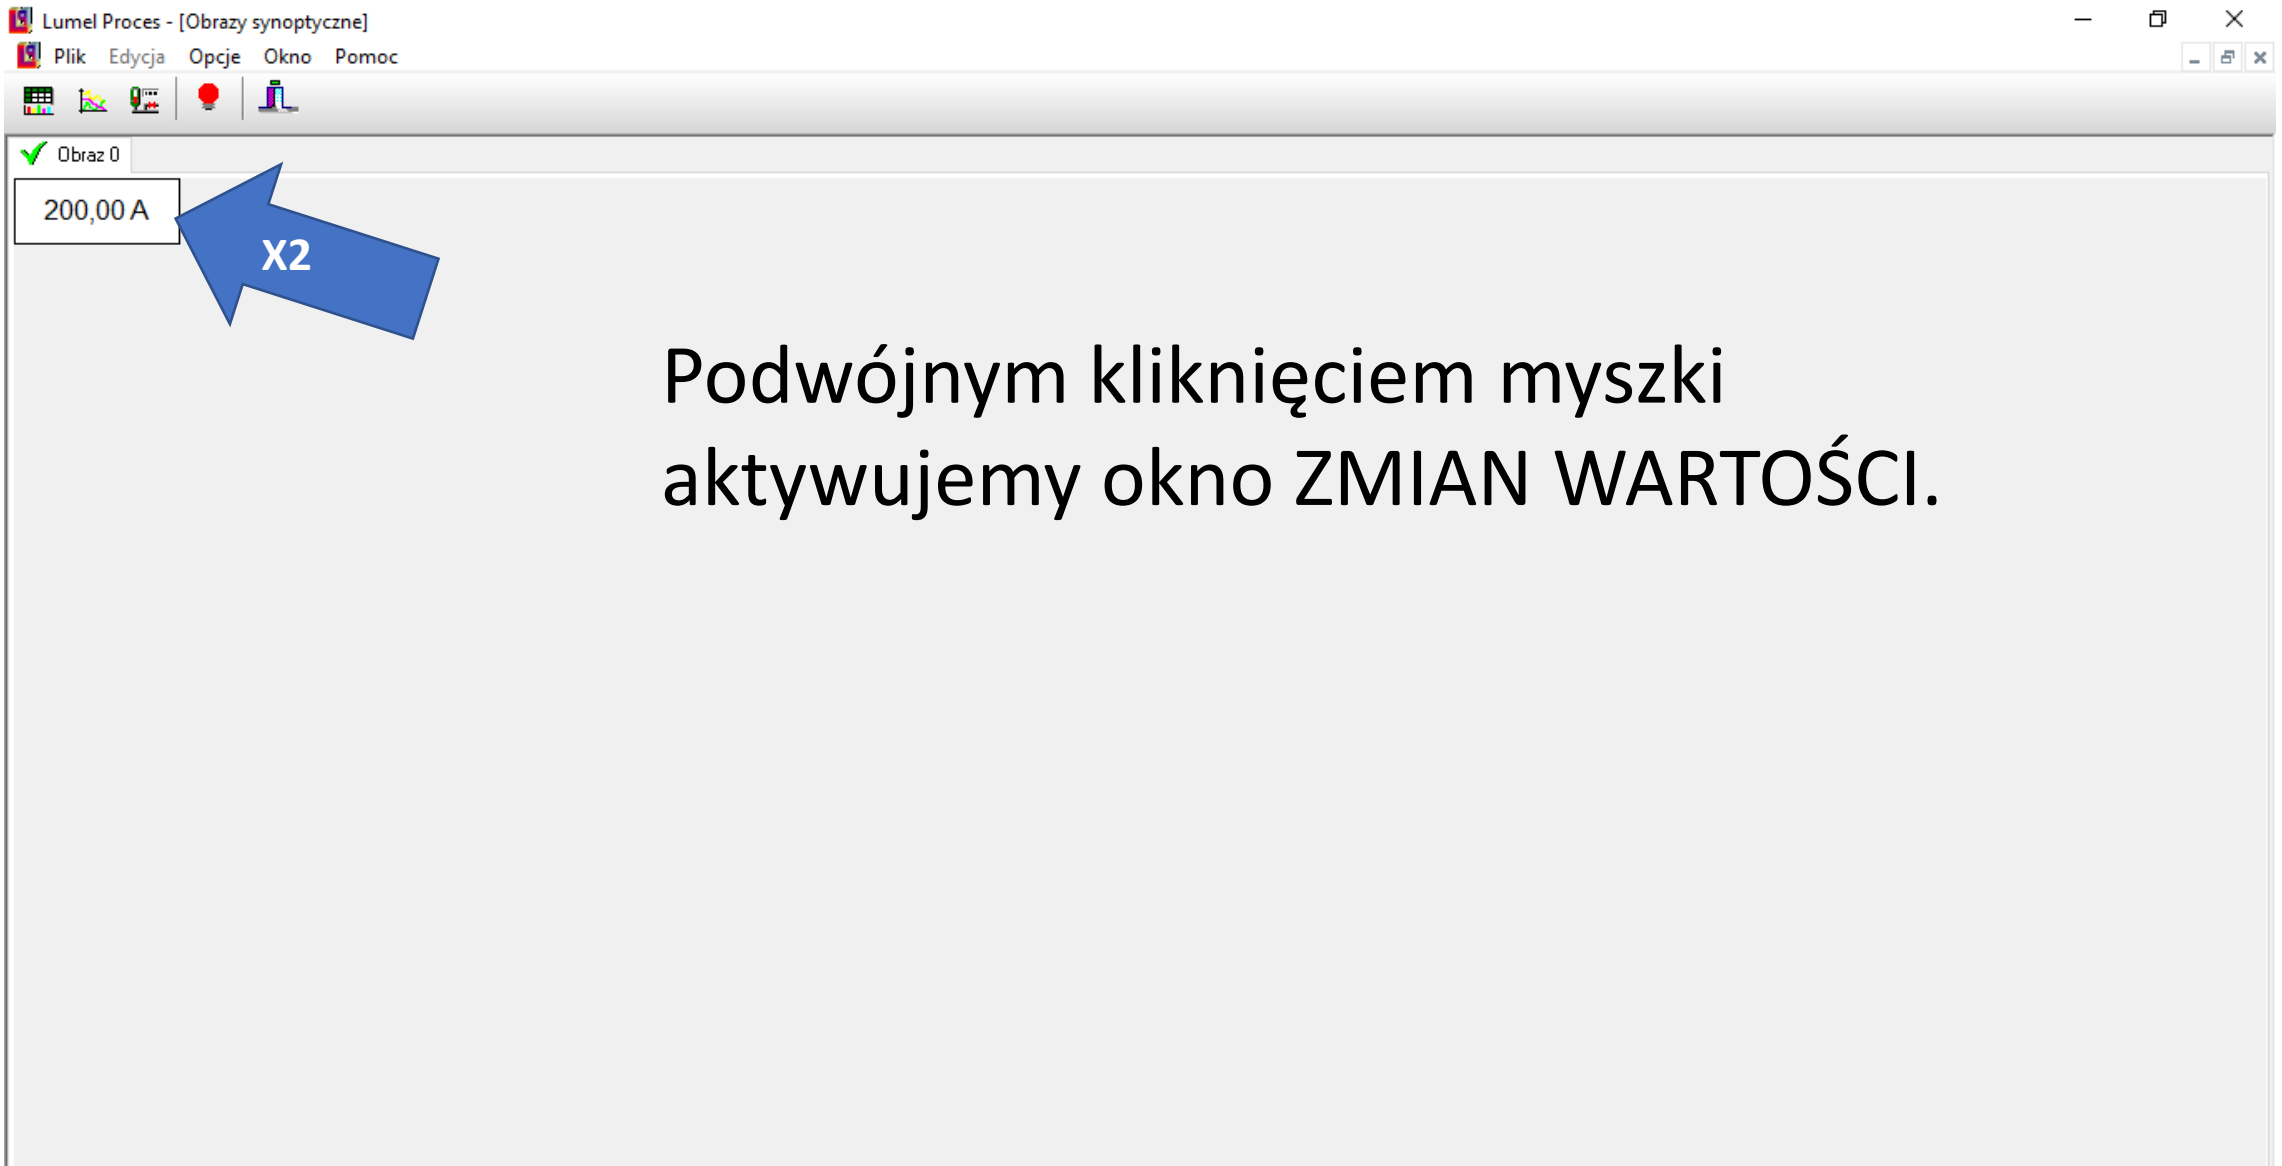 Lumel Proces - [Obrazy synoptyczne]
Plik Edycja Opcje Okno Pomoc
Obraz 0
200,00 A
X2
Podwójnym kliknięciem myszki
aktywujemy okno ZMIAN WARTOŚCI.